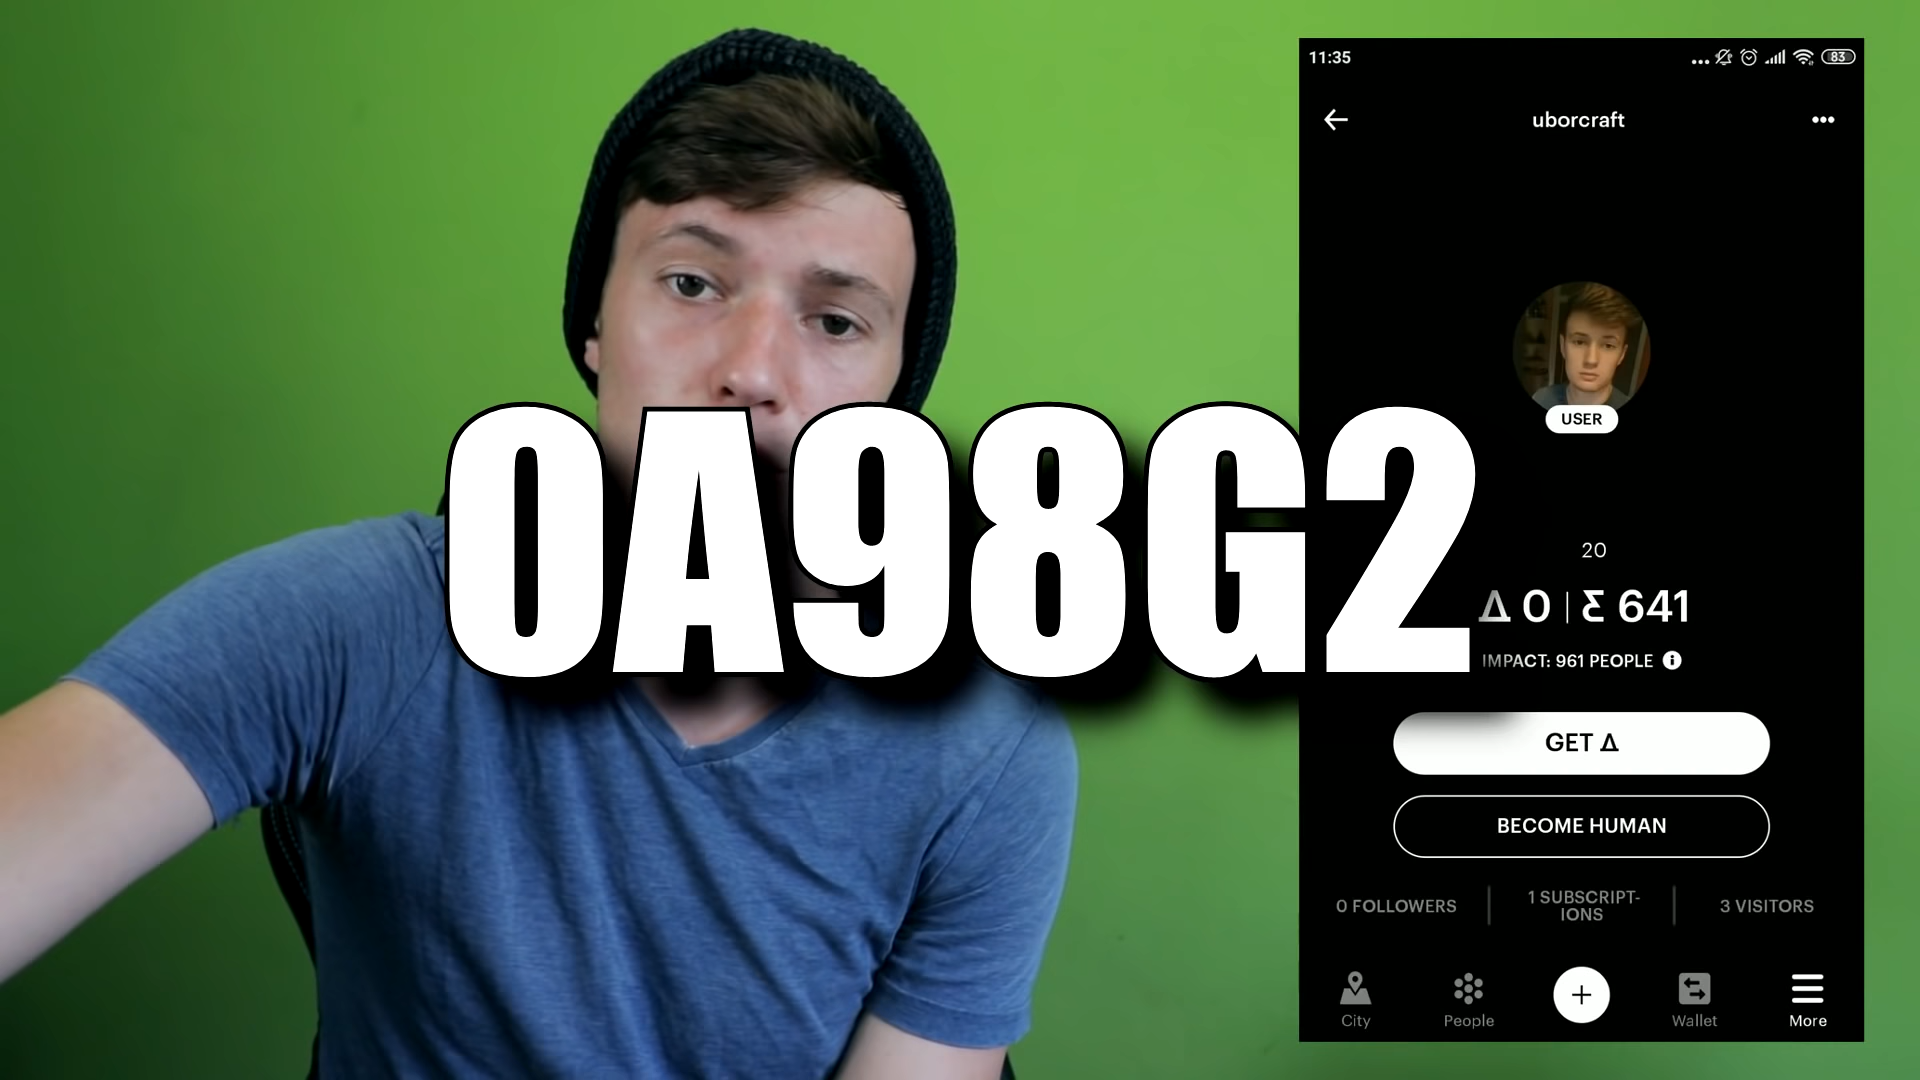 0A98G2
11:35
83
uborcraft
USER
20
Δ 0 | Ɛ 641
IMPACT: 961 PEOPLE
GET Δ
BECOME HUMAN
0 FOLLOWERS
1 SUBSCRIPT-
IONS
3 VISITORS
City
People
Wallet
More